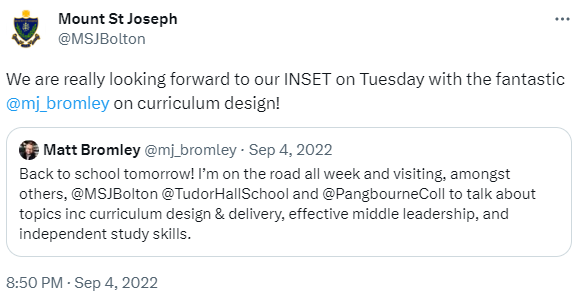 Mount St Joseph
@MSJBolton
We are really looking forward to our INSET on Tuesday with the fantastic
@mj_bromley on curriculum design!
Matt Bromley @mj_bromley · Sep 4, 2022
Back to school tomorrow! I’m on the road all week and visiting, amongst
others, @MSJBolton @TudorHallSchool and @PangbourneColl to talk about
topics inc curriculum design & delivery, effective middle leadership, and
independent study skills.
8:50 PM · Sep 4, 2022